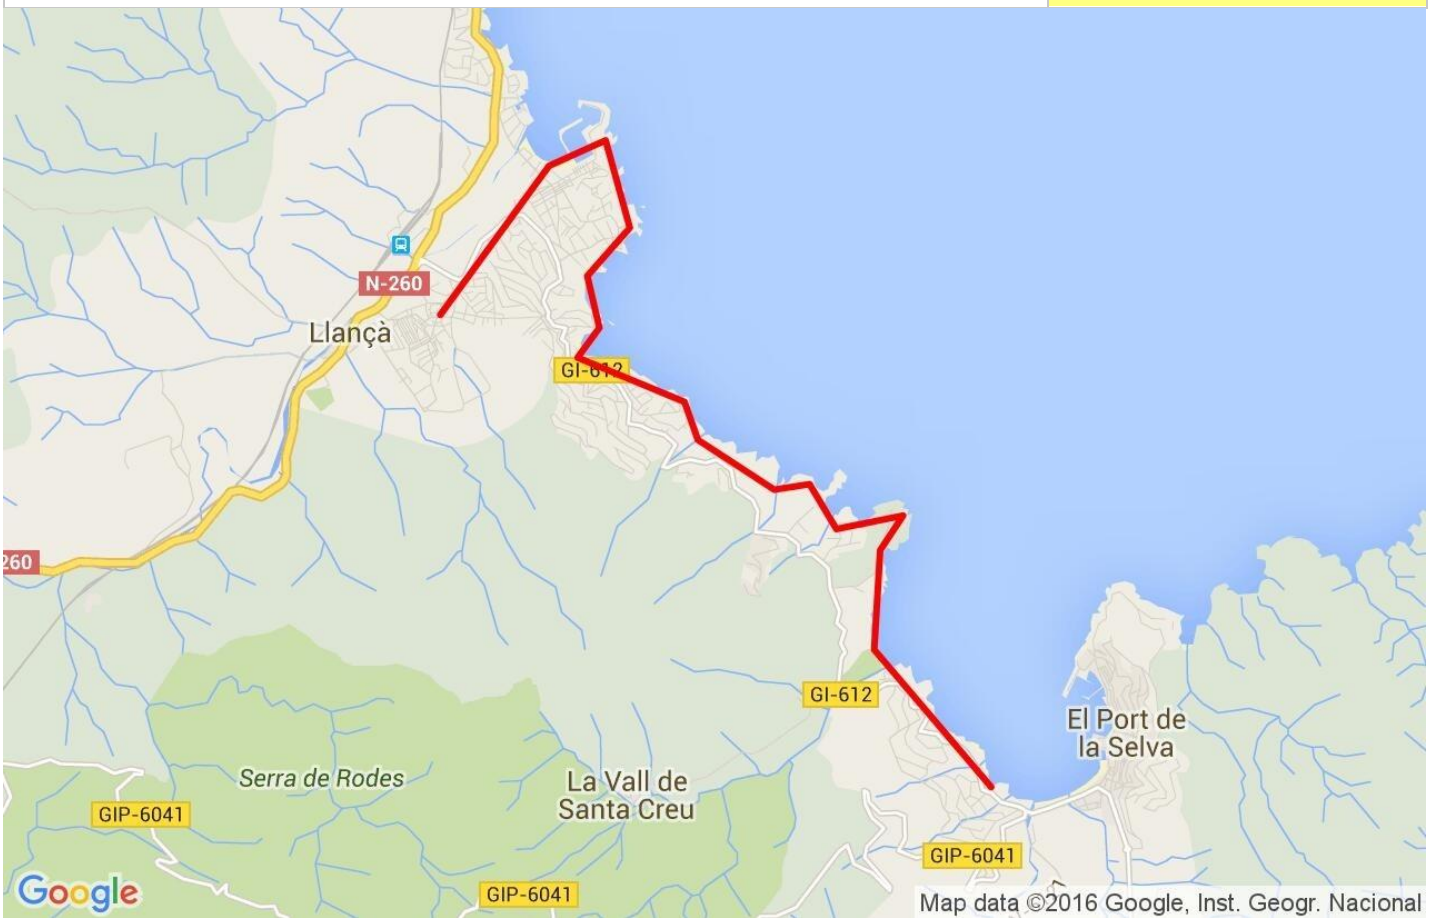 N-260
Llançà
GI-612
260
GI-612
El Port de
la Selva
Serra de Rodes
La Vall de
Santa Creu
GIP-6041
GIP-6041
GIP-6041
Google
Map data ©2016 Google, Inst. Geogr. Nacional